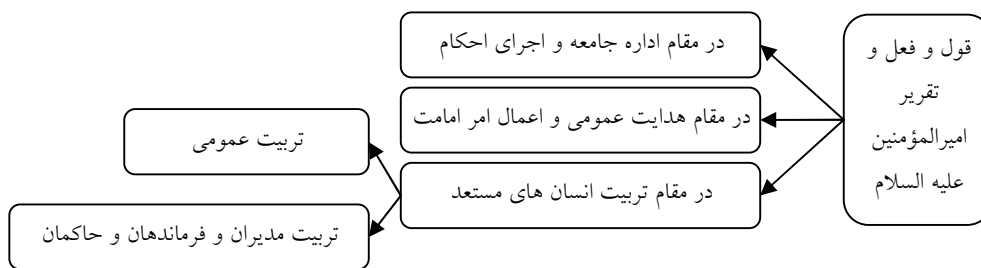 قول و فعل و
تقریر
امیرالمؤمنین
علیه السلام
در مقام اداره جامعه و اجرای احکام
در مقام هدایت عمومی و اعمال امر امامت
در مقام تربیت انسان های مستعد
تربیت عمومی
تربیت مدیران و فرماندهان و حاکمان